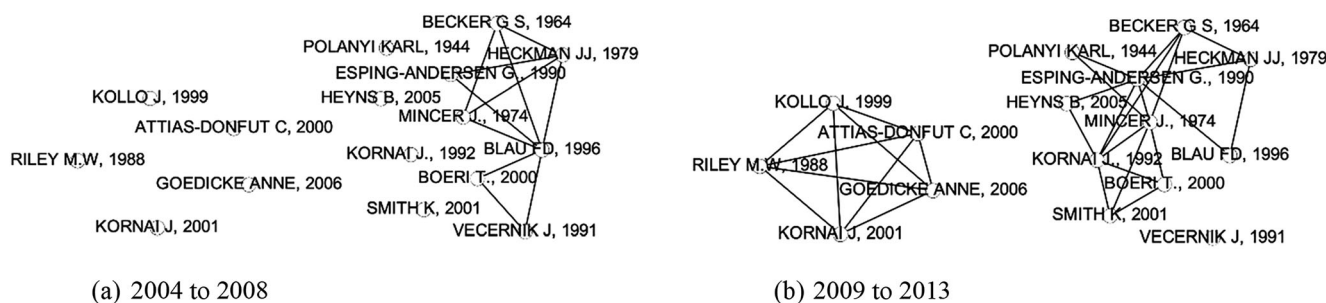 BECKER G S, 1964
POLANYI KARL, 1944
HECKMAN JJ, 1979
ESPING-ANDERSEN G., 1990
KOLLO J, 1999
HEYNS B, 2005
MINCER J., 1974
ATTIAS-DONFUT C, 2000
RILEY M.W, 1988
KORNAI J., 1992
BLAU FD, 1996
GOEDICKE ANNE, 2006
BOERI T., 2000
SMITH K, 2001
KORNAI J, 2001
VECERNIK J, 1991
(a) 2004 to 2008
BECKER G S, 1964
POLANYI KARL, 1944
HECKMAN JJ, 1979
ESPING-ANDERSEN G., 1990
KOLLO J, 1999
HEYNS B, 2005
MINCER J., 1974
ATTIAS-DONFUT C, 2000
RILEY M.W, 1988
KORNAI J., 1992
BLAU FD, 1996
GOEDICKE ANNE, 2006
BOERI T., 2000
SMITH K, 2001
KORNAI J, 2001
VECERNIK J, 1991
(b) 2009 to 2013